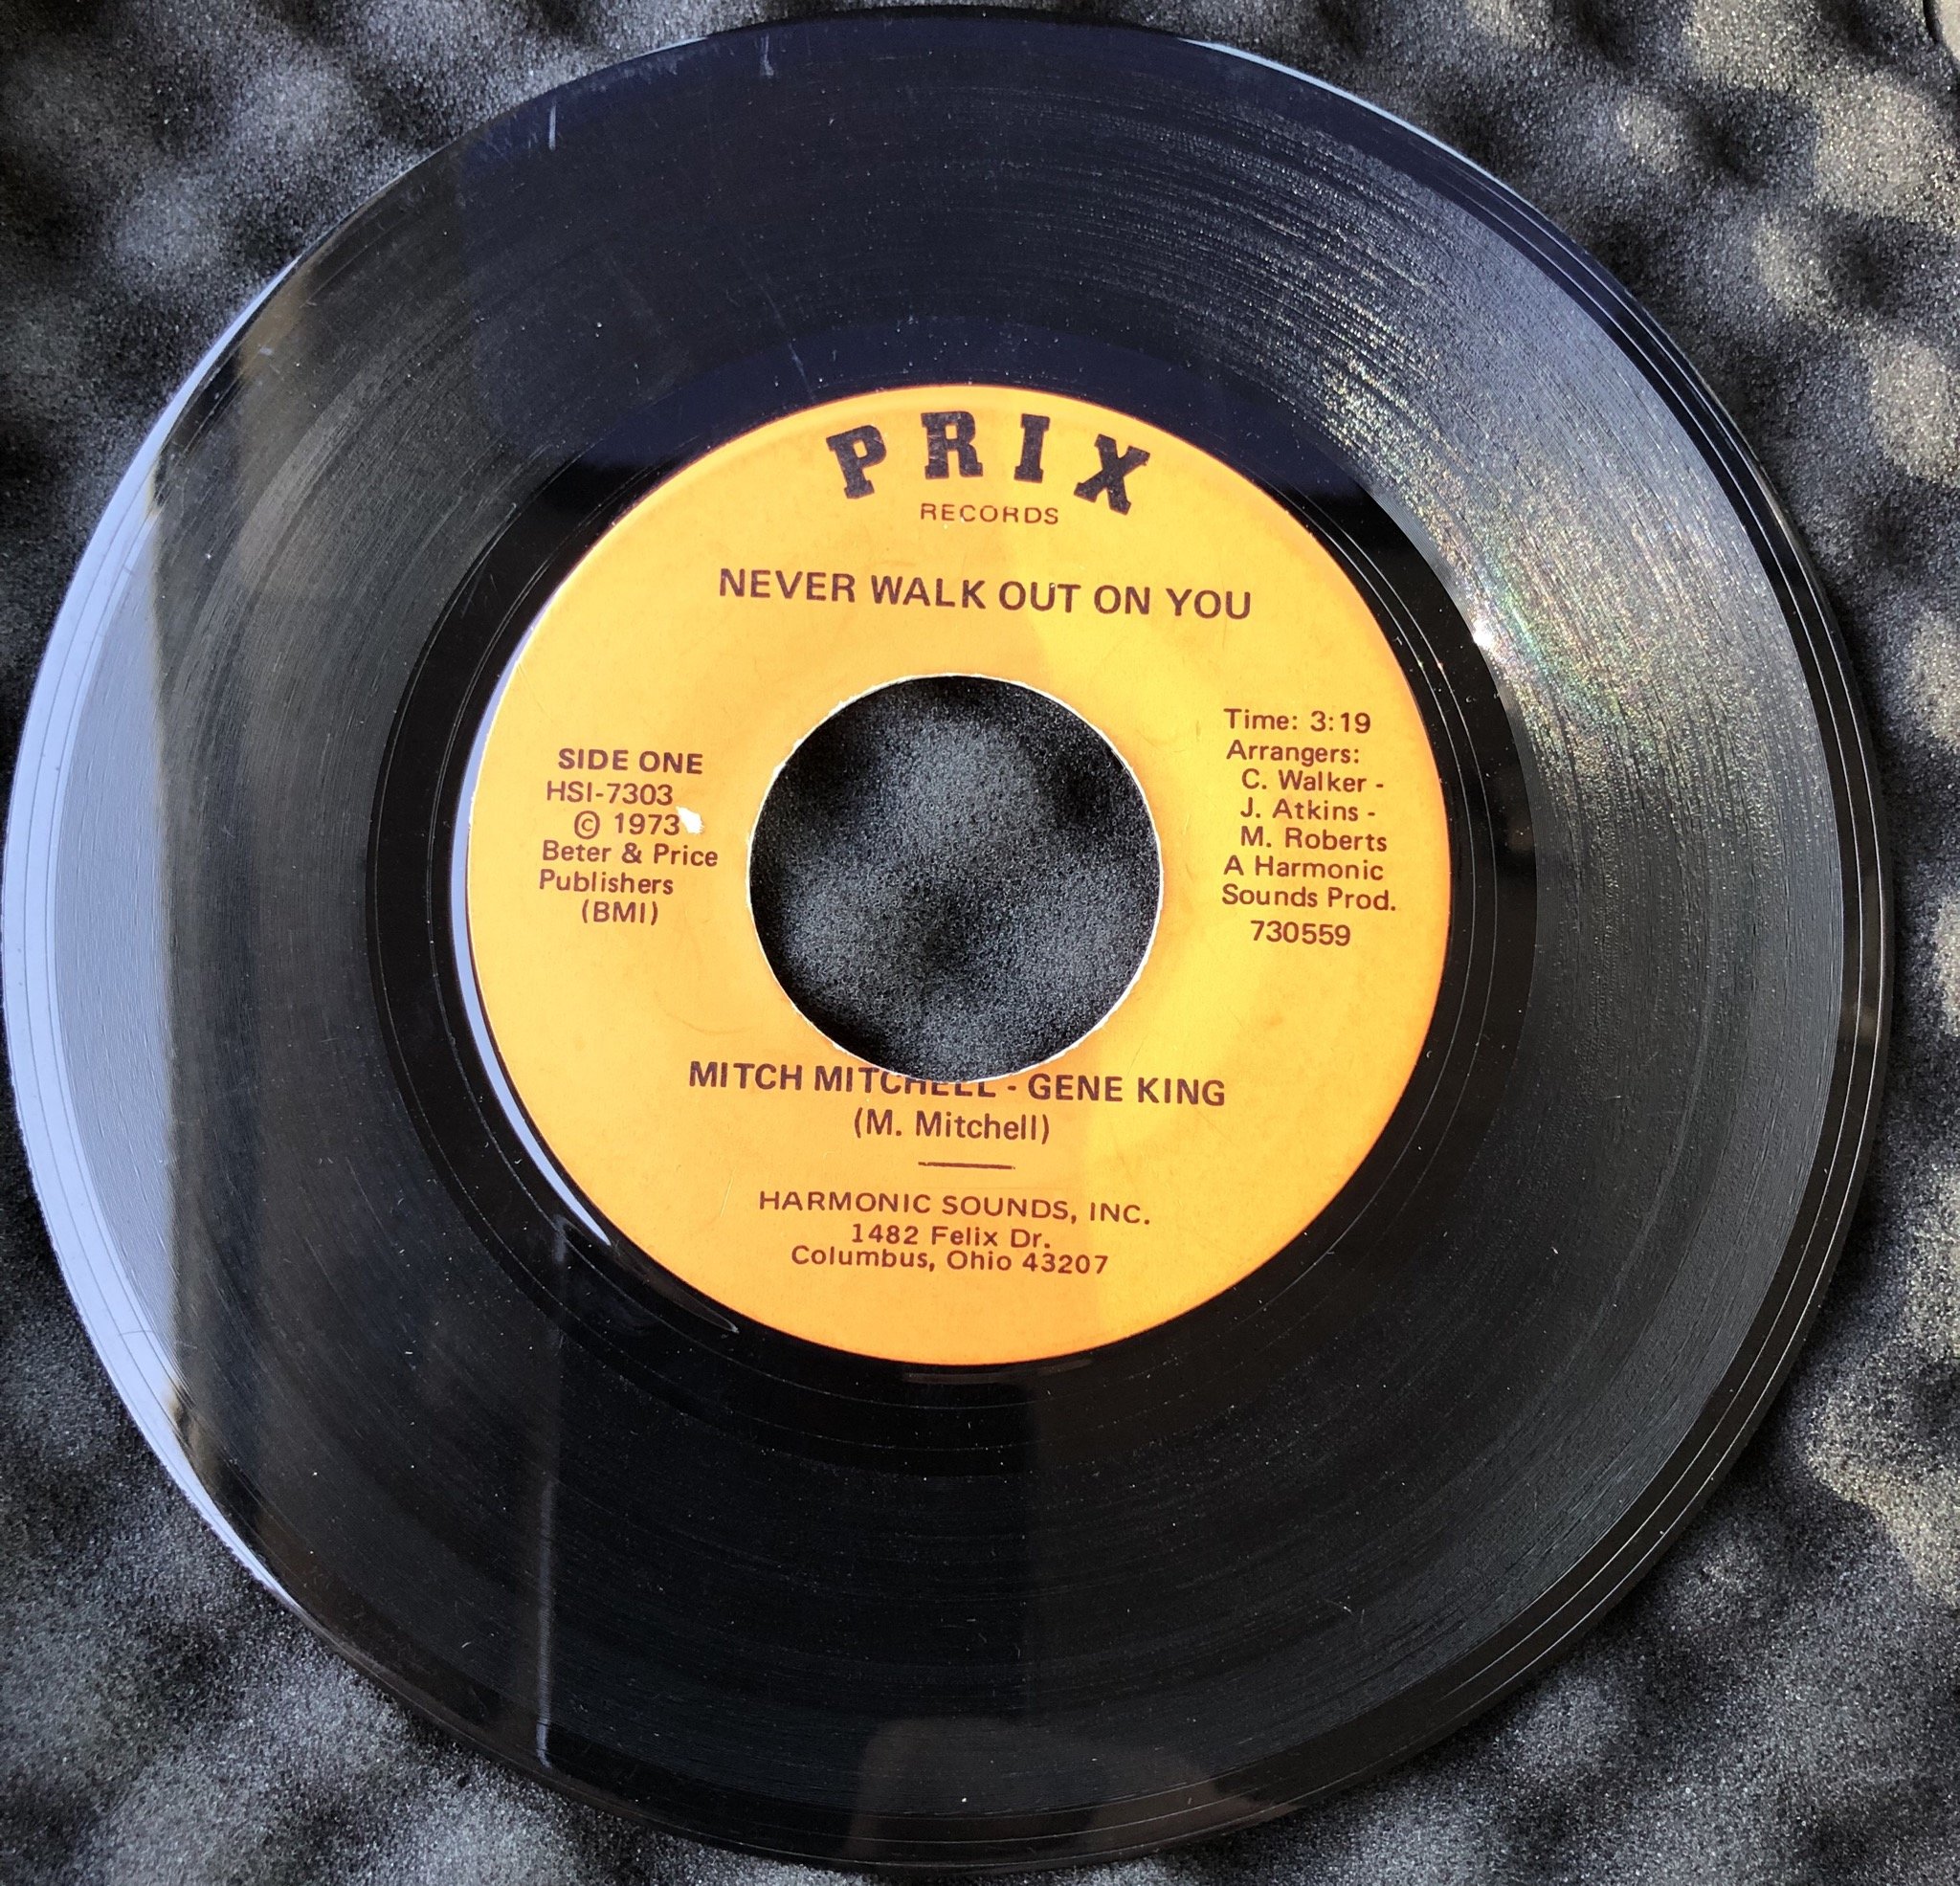 PRIX
RECORDS
NEVER WALK OUT ON YOU
SIDE ONE
HSI-7303
© 1973
Beter & Price
Publishers
(BMI)
Time: 3:19
Arrangers:
C. Walker -
J. Atkins -
M. Roberts
A Harmonic
Sounds Prod.
730559
MITCH MITCHELL - GENE KING
(M. Mitchell)
HARMONIC SOUNDS, INC.
1482 Felix Dr.
Columbus, Ohio 43207